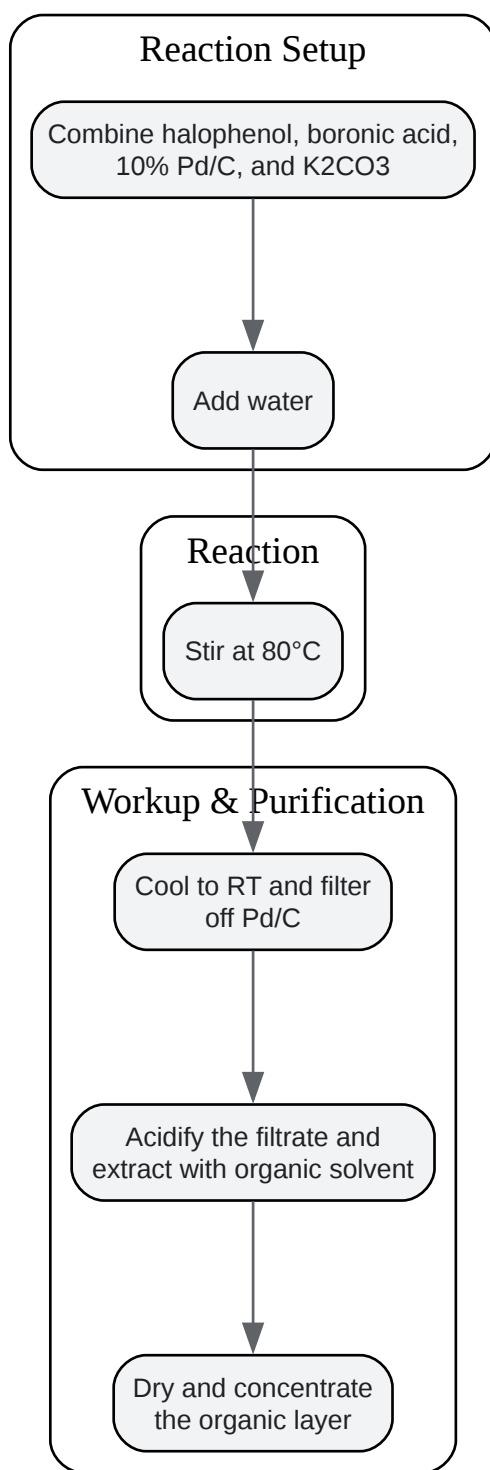 Reaction Setup
Combine halophenol, boronic acid,
10% Pd/C, and K2CO3
Add water
Reaction
Stir at 80°C
Workup & Purification
Cool to RT and filter
off Pd/C
Acidify the filtrate and
extract with organic solvent
Dry and concentrate
the organic layer